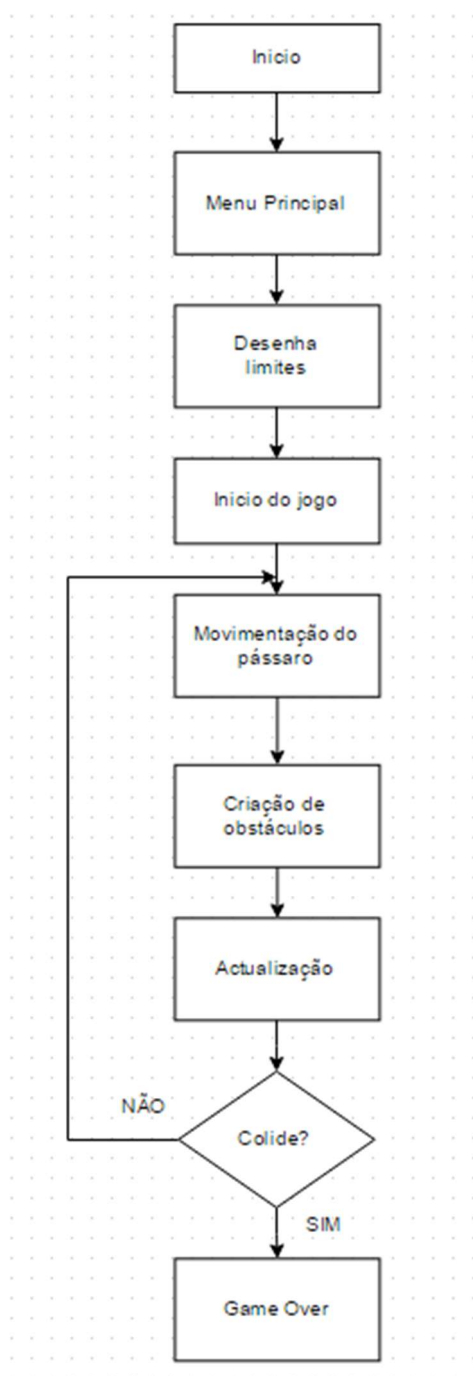 Inicio
Menu Principal
Desenha
limites
Inicio do jogo
Movimentação do
pássaro
Criação de
obstáculos
Actualização
NÃO
Colide?
SIM
Game Over